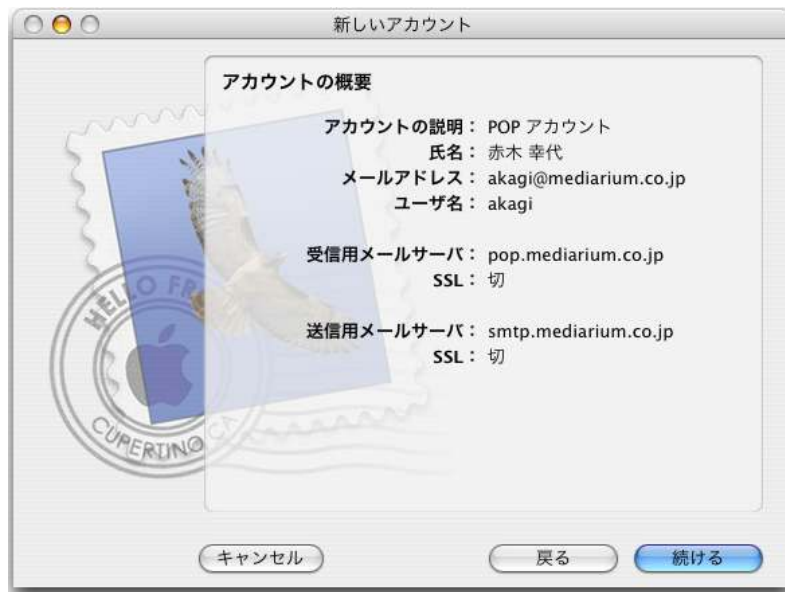 新しいアカウント
アカウントの概要
アカウントの説明： POP アカウント
氏名： 赤木 幸代
メールアドレス： akagi@mediarium.co.jp
ユーザ名： akagi
受信用メールサーバ： pop.mediarium.co.jp
SSL： 切
送信用メールサーバ： smtp.mediarium.co.jp
SSL： 切
HELLO FR
CUPERTINO CA
キャンセル
戻る
続ける